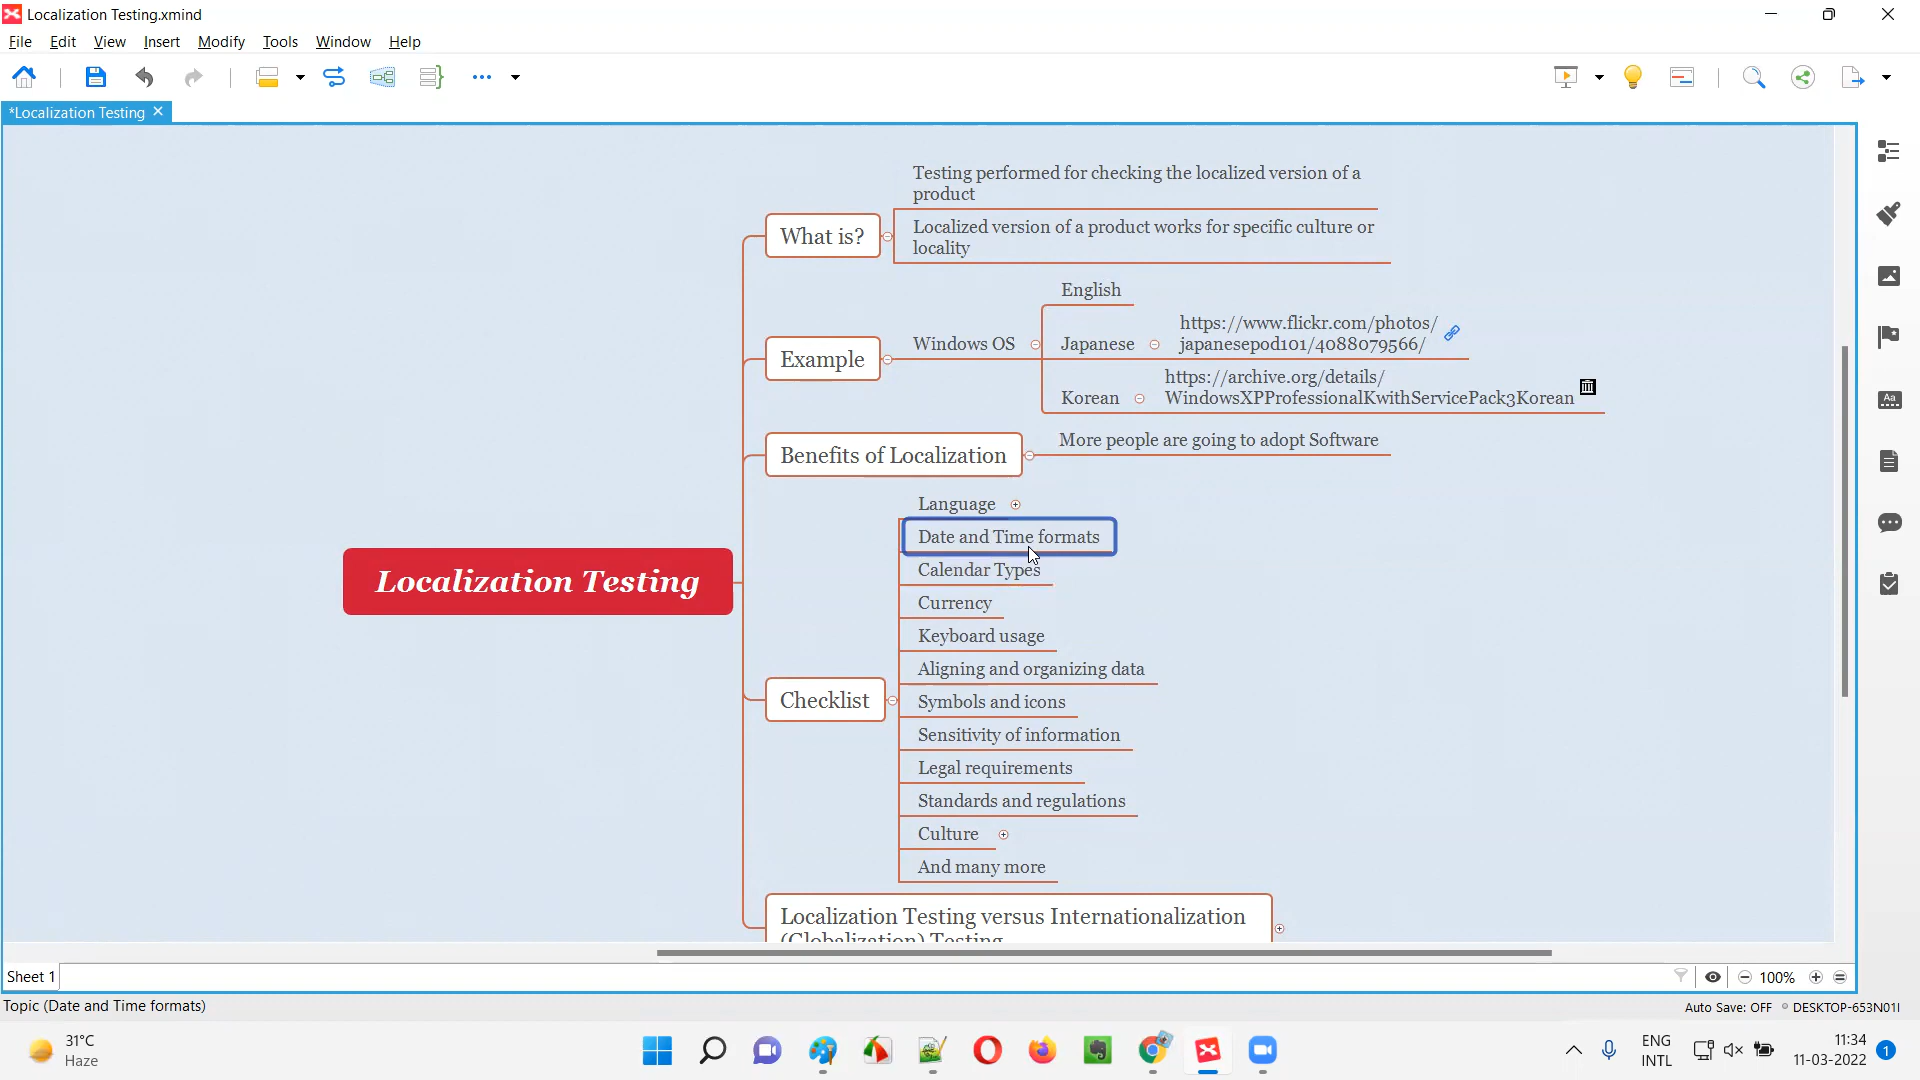 Localization Testing.xmind
File Edit View Insert Modify Tools Window Help
*Localization Testing
Testing performed for checking the localized version of a
product
What is?
Localized version of a product works for specific culture or
locality
English
Example
Windows OS
Japanese
https://www.flickr.com/photos/
japanesepod101/4088079566/
Korean
https://archive.org/details/
WindowsXPProfessionalKwithServicePack3Korean
Benefits of Localization
More people are going to adopt Software
Localization Testing
Checklist
Language
Date and Time formats
Calendar Types
Currency
Keyboard usage
Aligning and organizing data
Symbols and icons
Sensitivity of information
Legal requirements
Standards and regulations
Culture
And many more
Localization Testing versus Internationalization
(Globalization) Testing
Sheet 1
100%
Topic (Date and Time formats)
Auto Save: OFF
DESKTOP-653N01I
31°C
Haze
ENG
INTL
11:34
11-03-2022
1
Aa